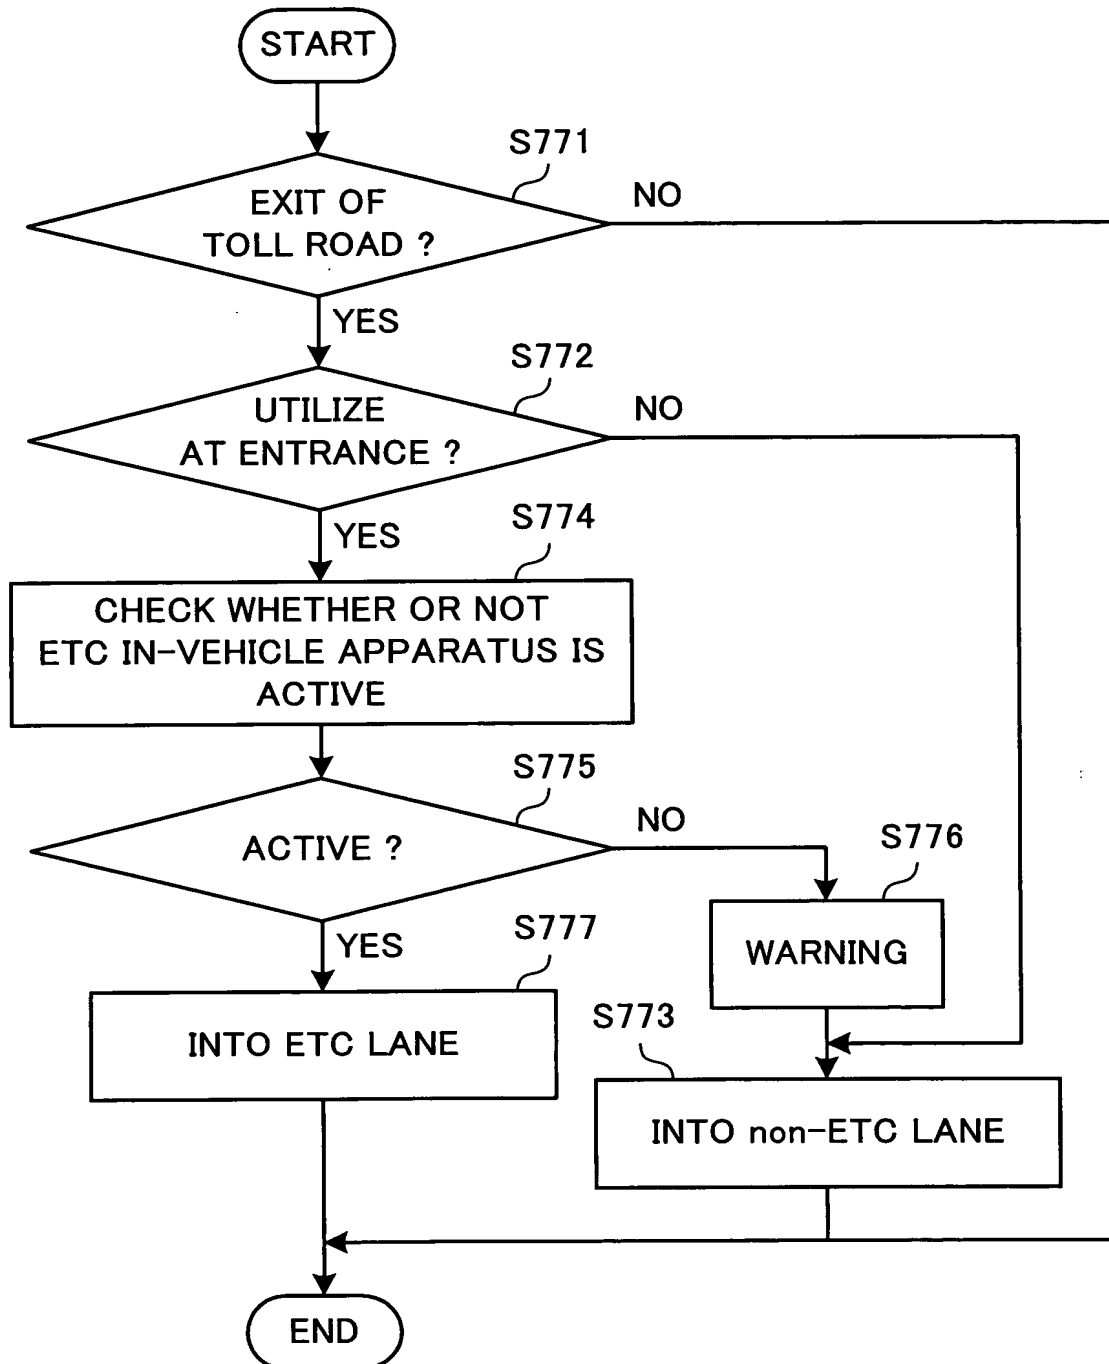 START
S771
EXIT OF
TOLL ROAD ?
NO
YES
S772
UTILIZE
AT ENTRANCE ?
NO
YES
S774
CHECK WHETHER OR NOT
ETC IN-VEHICLE APPARATUS IS
ACTIVE
S775
ACTIVE ?
NO
YES
S776
WARNING
S777
INTO ETC LANE
S773
INTO non-ETC LANE
END